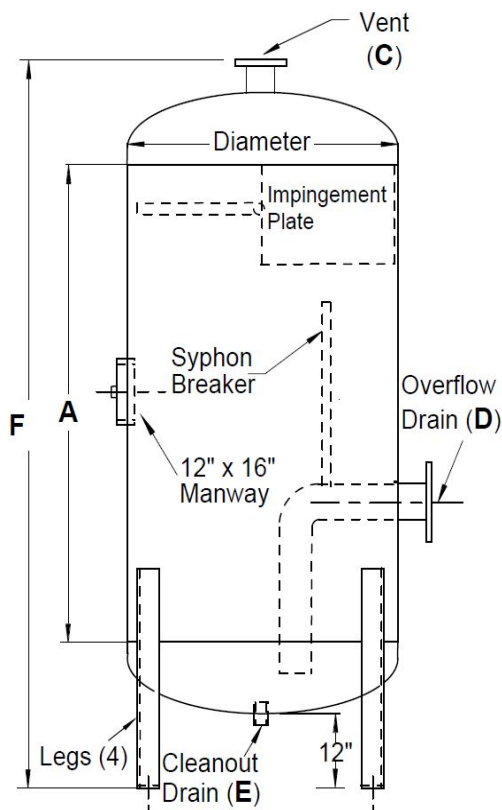 Vent
(C)
Diameter
Impingement
Plate
Syphon
Breaker
Overflow
Drain (D)
F
A
12" x 16"
Manway
Legs (4)
Cleanout
Drain (E)
12"